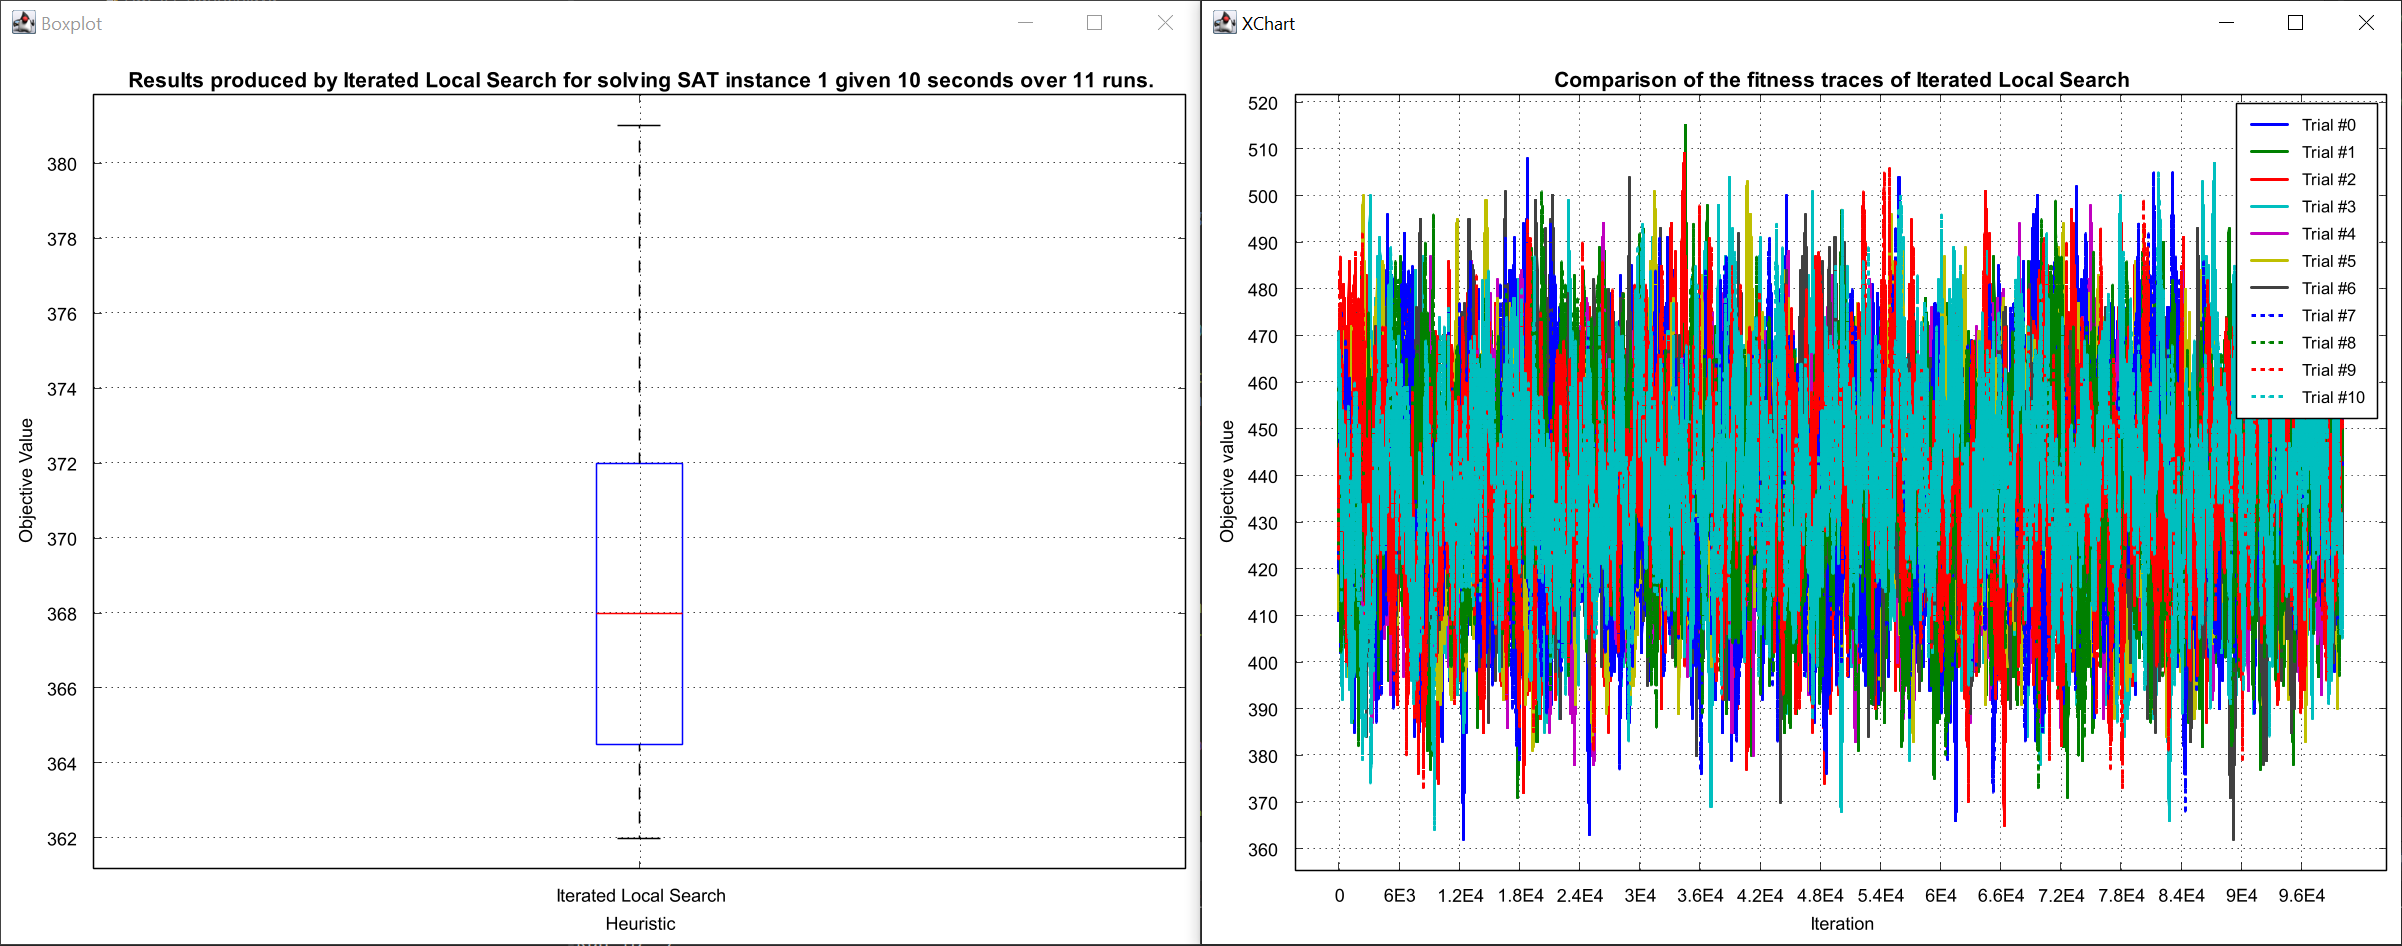 Boxplot
Results produced by Iterated Local Search for solving SAT instance 1 given 10 seconds over 11 runs.
380
378
376
374
372
370
368
366
364
362
Objective Value
Iterated Local Search
Heuristic
XChart
Comparison of the fitness traces of Iterated Local Search
520
510
500
490
480
470
460
450
440
430
420
410
400
390
380
370
360
Objective value
Trial #0
Trial #1
Trial #2
Trial #3
Trial #4
Trial #5
Trial #6
Trial #7
Trial #8
Trial #9
Trial #10
0 6E3 1.2E4 1.8E4 2.4E4 3E4 3.6E4 4.2E4 4.8E4 5.4E4 6E4 6.6E4 7.2E4 7.8E4 8.4E4 9E4 9.6E4
Iteration